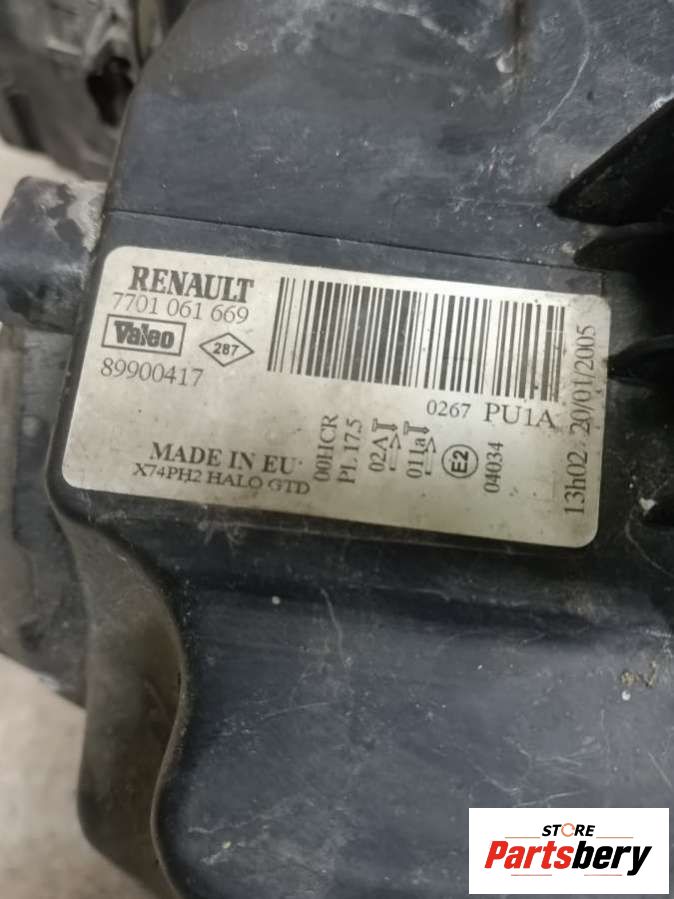 RENAULT
7701 061 669
Valeo
287
89900417
0267 PU1A
MADE IN EU
X74PH2 HALO GTD
00HCR
PL 17.5
02A
011a
E2
04034
13h02 20/01/2005
STORE
Partsbery